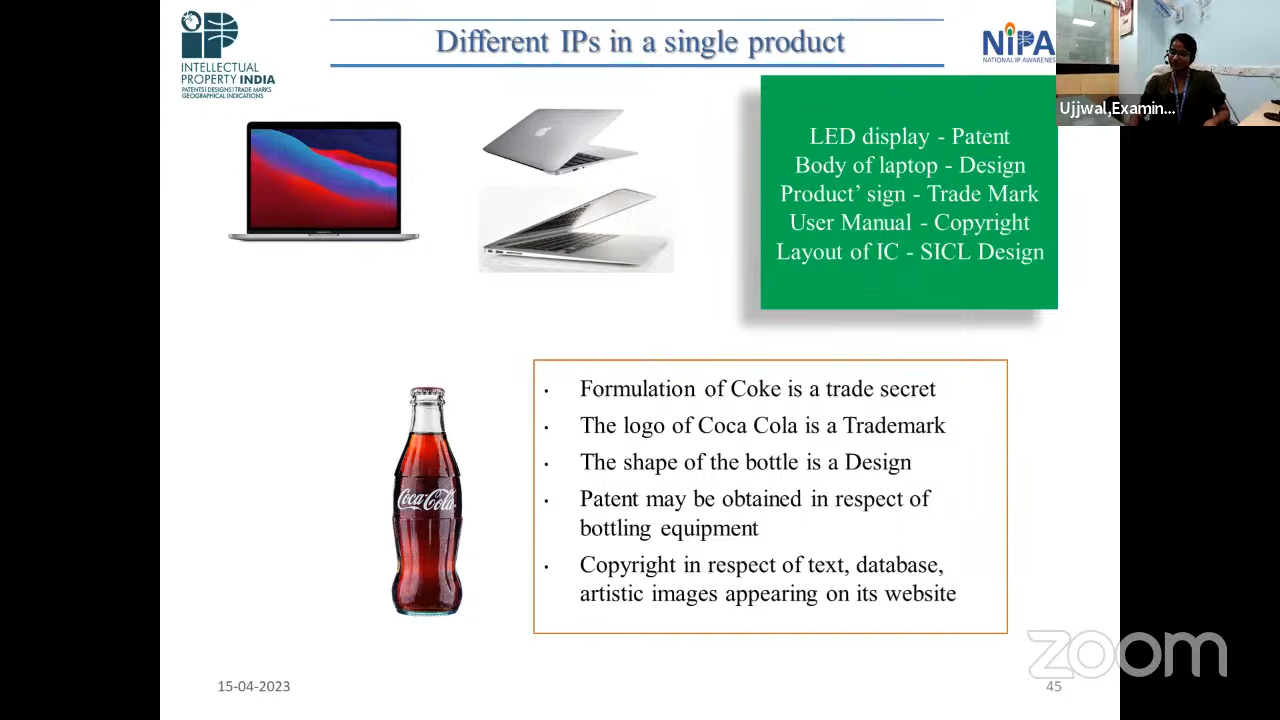 Different IPs in a single product
INTELLECTUAL
PROPERTY INDIA
PATENTS | DESIGNS | TRADE MARKS
GEOGRAPHICAL INDICATIONS
NIPA
NATIONAL IP AWARENES
Ujjwal,Examin...
LED display - Patent
Body of laptop - Design
Product’ sign - Trade Mark
User Manual - Copyright
Layout of IC - SICL Design
Coca-Cola
• Formulation of Coke is a trade secret
• The logo of Coca Cola is a Trademark
• The shape of the bottle is a Design
• Patent may be obtained in respect of
bottling equipment
• Copyright in respect of text, database,
artistic images appearing on its website
zoom
15-04-2023
45